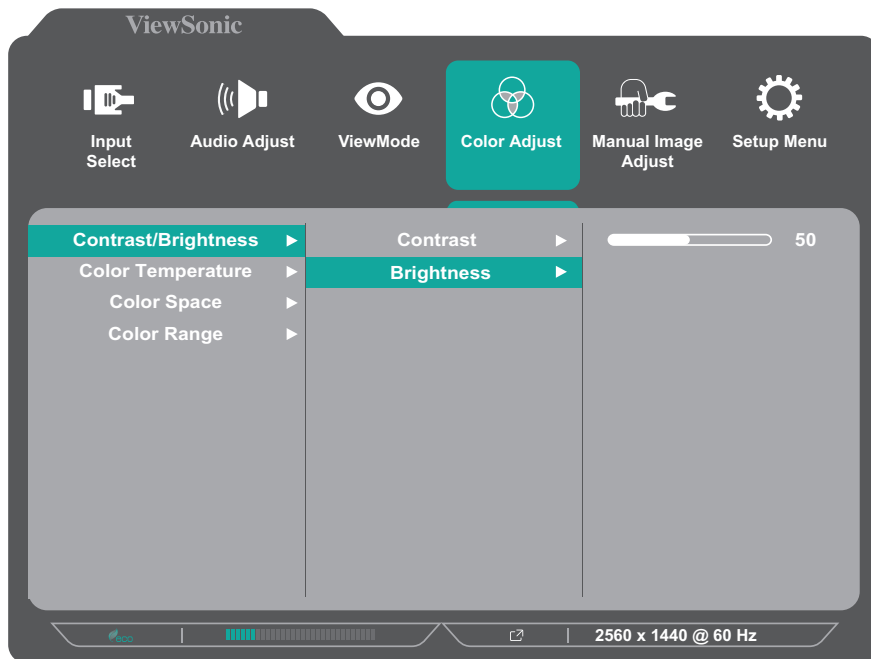 ViewSonic
Input
Select
Audio Adjust
ViewMode
Color Adjust
Manual Image
Adjust
Setup Menu
Contrast/Brightness
Contrast
50
Color Temperature
Brightness
Color Space
Color Range
eco
2560 x 1440 @ 60 Hz